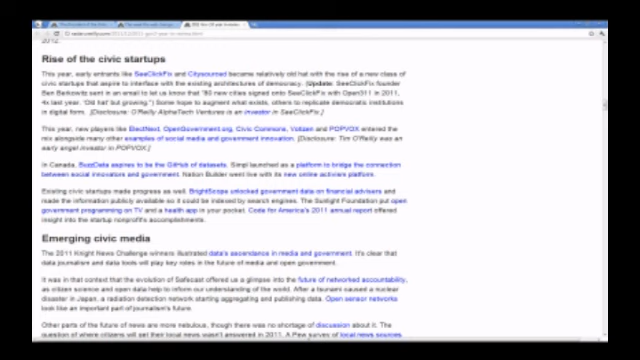 2012.
Rise of the civic startups
This year, early entrants like SeeClickFix and Citysourced became relatively old hat with the rise of a new class of
civic startups that aspire to interface with the existing architectures of democracy. (Update: SeeClickFix founder
Ben Berkowitz sent in an email to let us know that "80 new cities signed onto SeeClickFix with Open311 in 2011,
4x last year. 'Old hat' but growing.") Some hope to augment what exists, others to replicate democratic institutions
in digital form. [Disclosure: O'Reilly AlphaTech Ventures is an investor in SeeClickFix.]
This year, new players like ElectNext, OpenGovernment.org, Civic Commons, Votizen and POPVOX entered the
mix alongside many other examples of social media and government innovation. [Disclosure: Tim O'Reilly was an
early angel investor in POPVOX.]
In Canada, BuzzData aspires to be the GitHub of datasets. Simpl launched as a platform to bridge the connection
between social innovators and government. Nation Builder went live with its new online activism platform.
Existing civic startups made progress as well. BrightScope unlocked government data on financial advisers and
made the information publicly available so it could be indexed by search engines. The Sunlight Foundation put open
government programming on TV and a health app in your pocket. Code for America's 2011 annual report offered
insight into the startup nonprofit's accomplishments.
Emerging civic media
The 2011 Knight News Challenge winners illustrated data's ascendance in media and government. It's clear that
data journalism and data tools will play key roles in the future of media and open government.
It was in that context that the evolution of Safecast offered us a glimpse into the future of networked accountability,
as citizen science and open data help to inform our understanding of the world. After a tsunami caused a nuclear
disaster in Japan, a radiation detection network starting aggregating and publishing data. Open sensor networks
look like an important part of journalism's future.
Other parts of the future of news are more nebulous, though there was no shortage of discussion about it. The
question of where citizens will get their local news wasn't answered in 2011. A Pew survey of local news sources